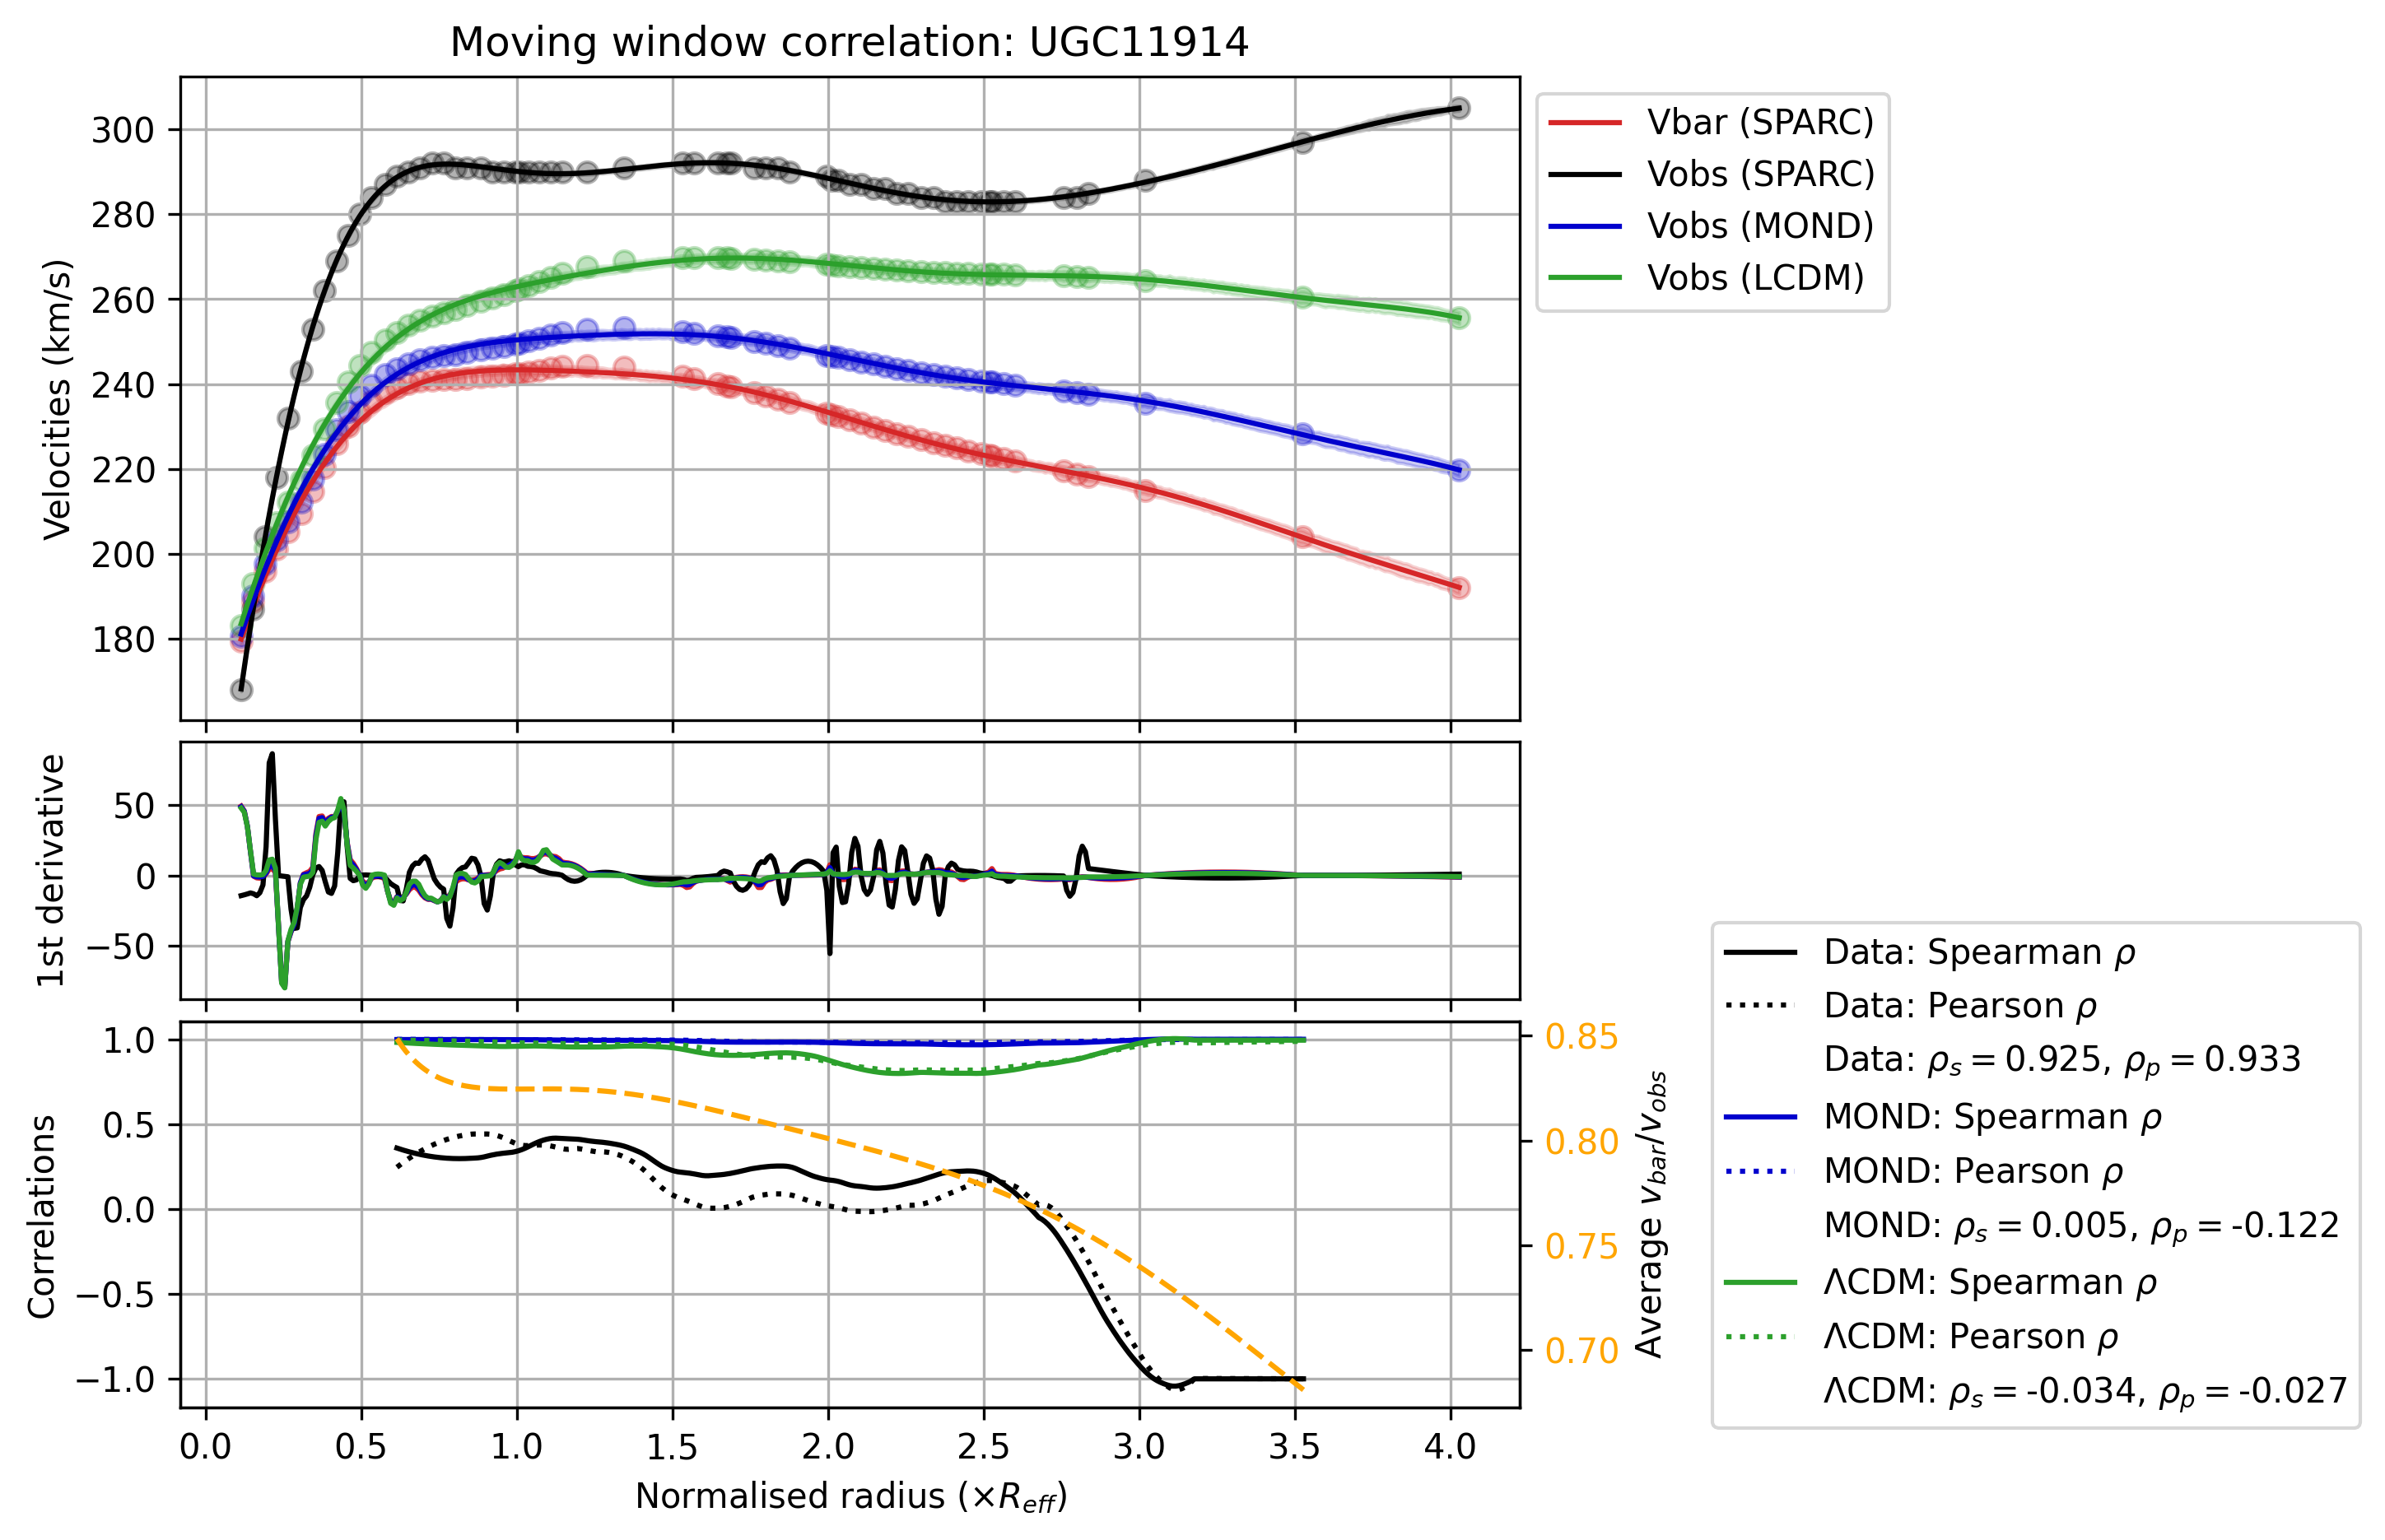 Moving window correlation: UGC11914
Velocities (km/s)
300
280
260
240
220
200
180
Vbar (SPARC)
Vobs (SPARC)
Vobs (MOND)
Vobs (LCDM)
1st derivative
50
0
−50
Correlations
1.0
0.5
0.0
−0.5
−1.0
0.85
0.80
0.75
0.70
Average v_bar/v_obs
0.0 0.5 1.0 1.5 2.0 2.5 3.0 3.5 4.0
Normalised radius (×R_eff)
Data: Spearman ρ
Data: Pearson ρ
Data: ρ_s = 0.925, ρ_p = 0.933
MOND: Spearman ρ
MOND: Pearson ρ
MOND: ρ_s = 0.005, ρ_p = -0.122
ΛCDM: Spearman ρ
ΛCDM: Pearson ρ
ΛCDM: ρ_s = -0.034, ρ_p = -0.027